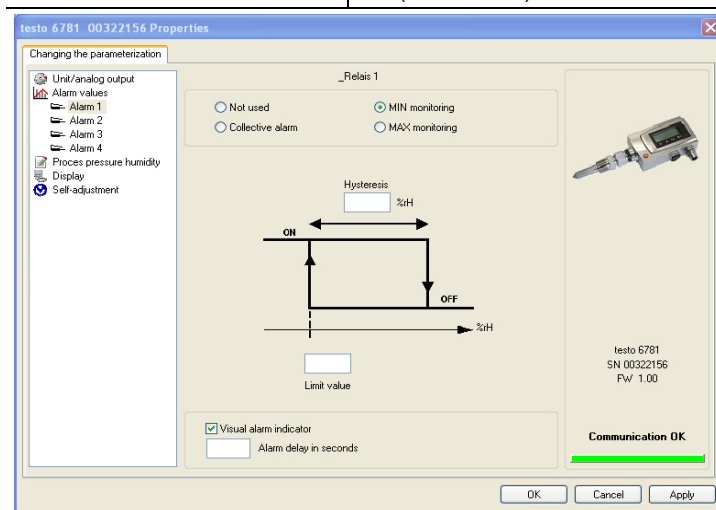 testo 6781 00322156 Properties
Changing the parameterization
Unit/analog output
Alarm values
Alarm 1
Alarm 2
Alarm 3
Alarm 4
Proces pressure humidity
Display
Self-adjustment
_Relais 1
Not used
MIN monitoring
Collective alarm
MAX monitoring
Hysteresis
%rH
ON
OFF
%rH
Limit value
Visual alarm indicator
Alarm delay in seconds
testo 6781
SN 00322156
FW 1.00
Communication OK
OK
Cancel
Apply